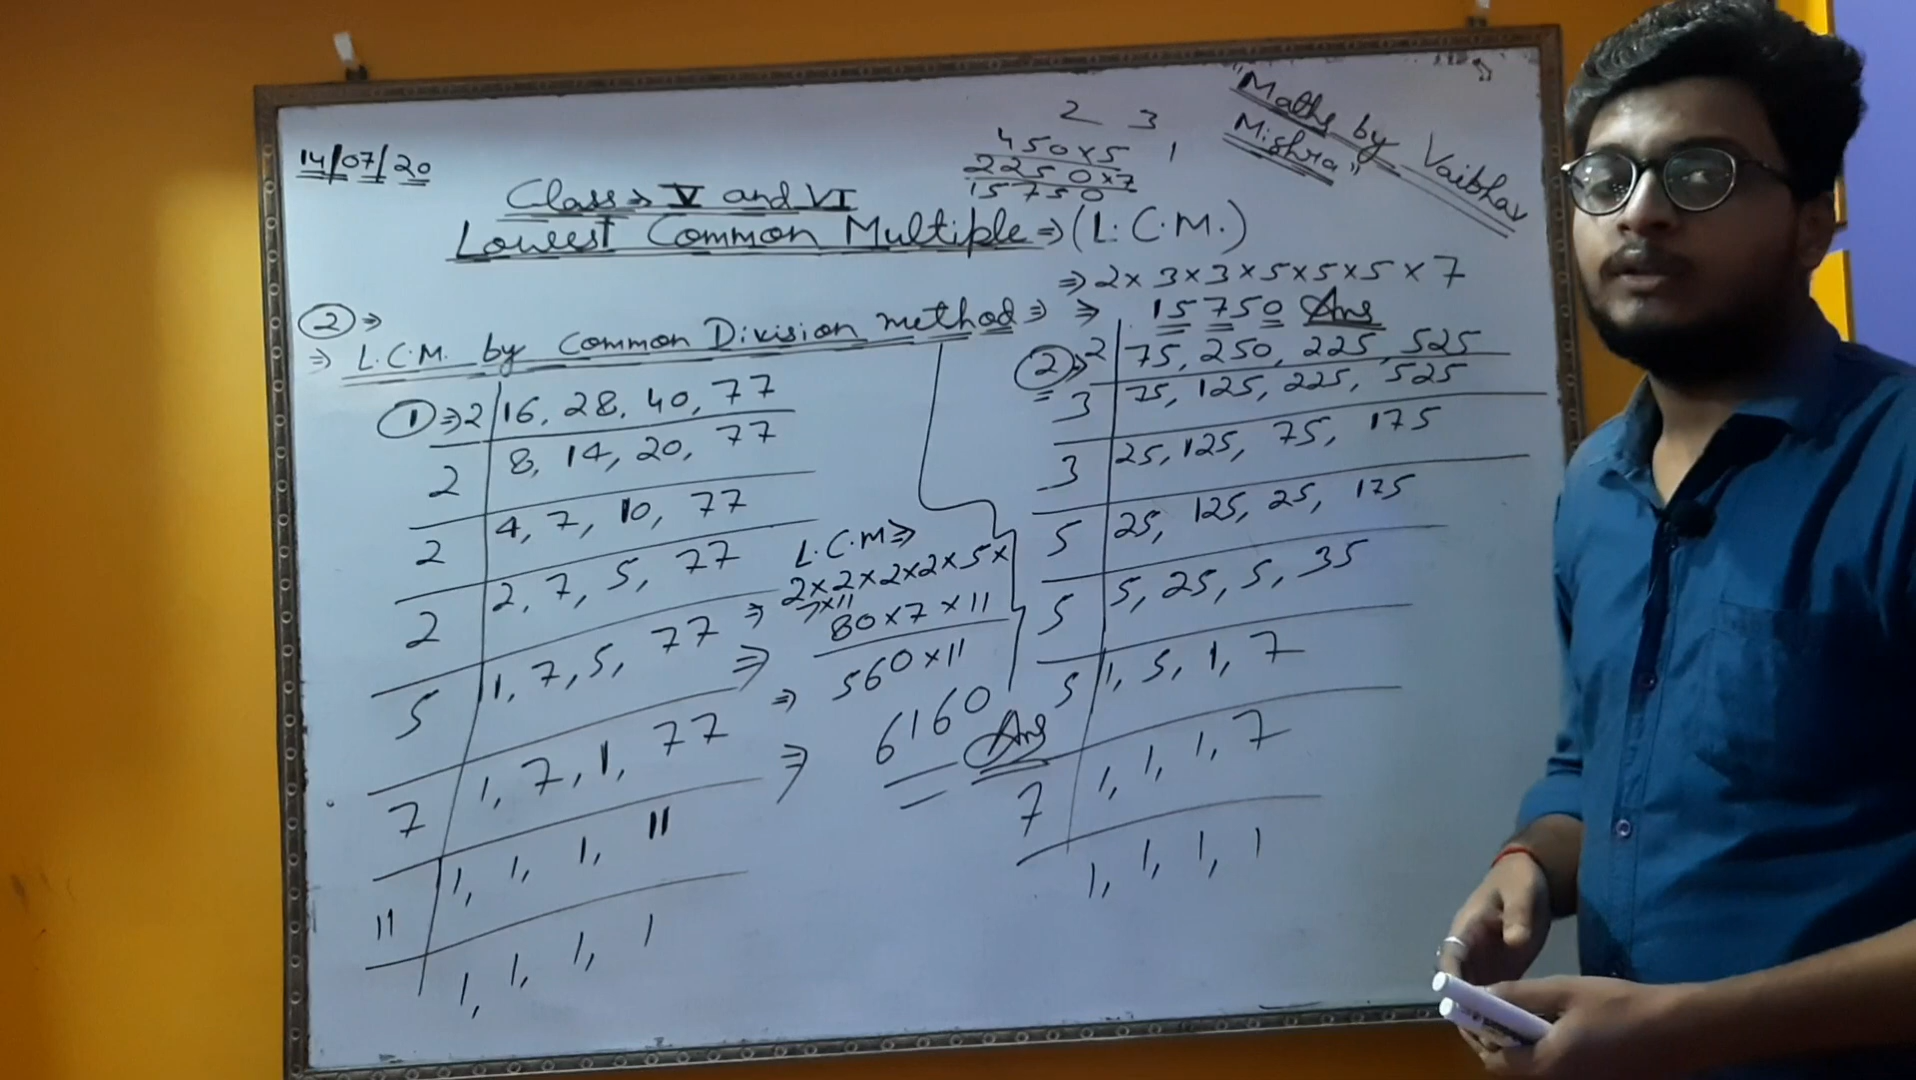 14/07/20
"Maths by Vaibhav
Mishra"
2 3
450×5 1
2250×7
15750
Class → V and VI
Lowest Common Multiple ⇒ (L.C.M.)
② ⇒
⇒ L.C.M. by Common Division method ⇒
① ⇒ 2 | 16, 28, 40, 77
2 | 8, 14, 20, 77
2 | 4, 7, 10, 77
2 | 2, 7, 5, 77
5 | 1, 7, 5, 77
7 | 1, 7, 1, 77
11 | 1, 1, 1, 11
1, 1, 1, 1
L.C.M ⇒
⇒ 2×2×2×2×5×
7×11
⇒ 80×7×11
⇒ 560×11
⇒ 6160 Ans
⇒ 2×3×3×5×5×5×7
⇒ 15750 Ans
② ⇒ 2 | 75, 250, 225, 525
3 | 75, 125, 225, 525
3 | 25, 125, 75, 175
5 | 25, 125, 25, 175
5 | 5, 25, 5, 35
5 | 1, 5, 1, 7
7 | 1, 1, 1, 7
1, 1, 1, 1